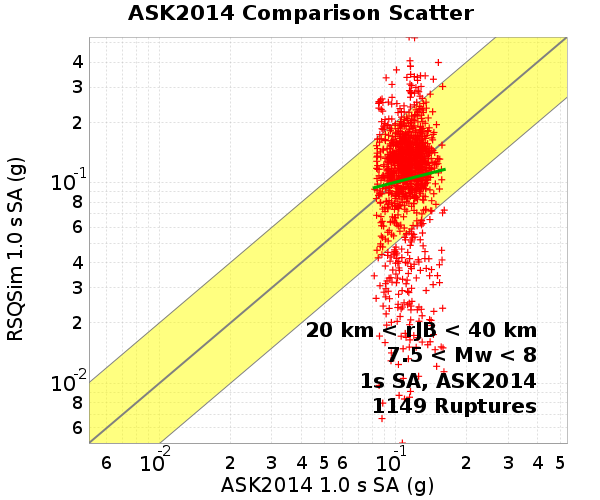 ASK2014 Comparison Scatter
RSQSim 1.0 s SA (g)
4
3
2
10-1
8
6
4
3
2
10-2
8
6
20 km < rJB < 40 km
7.5 < Mw < 8
1s SA, ASK2014
1149 Ruptures
6 8 10-2 2 3 4 5 6 8 10-1 2 3 4 5
ASK2014 1.0 s SA (g)